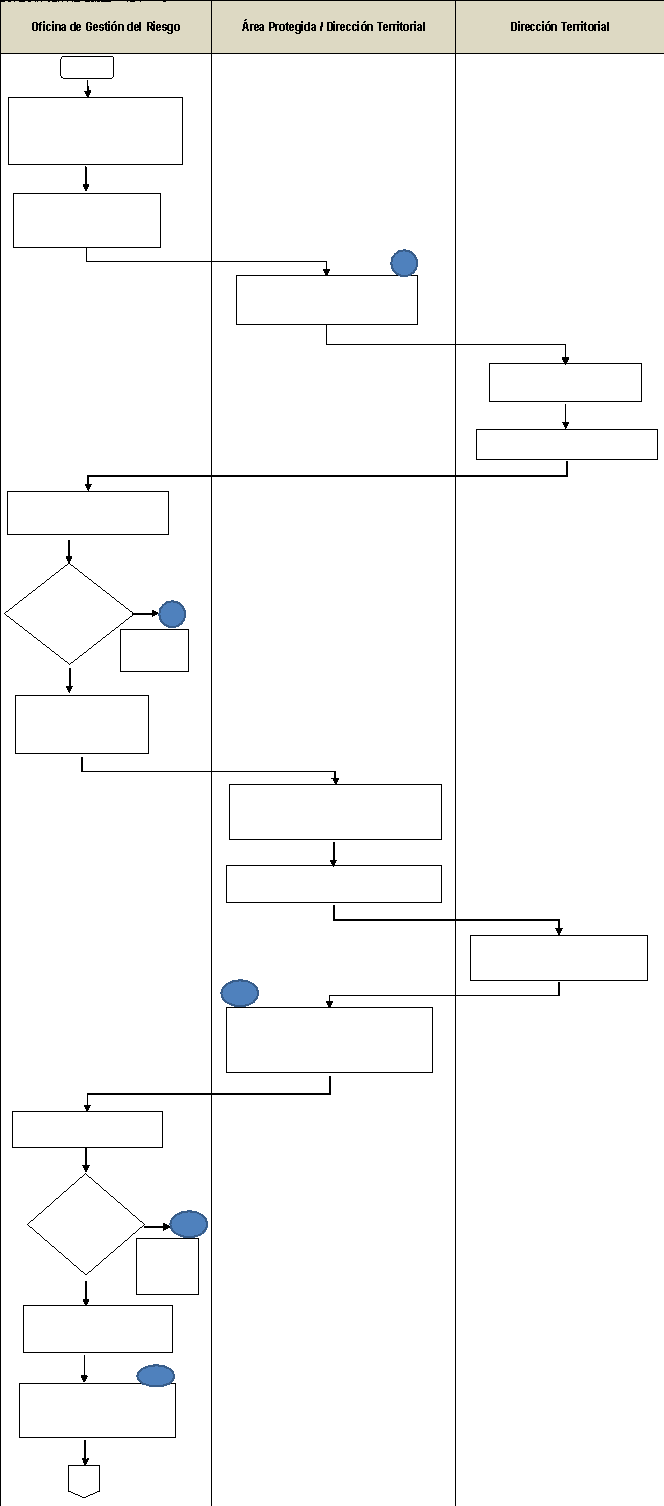 Oficina de Gestión del Riesgo
Área Protegida / Dirección Territorial
Dirección Territorial